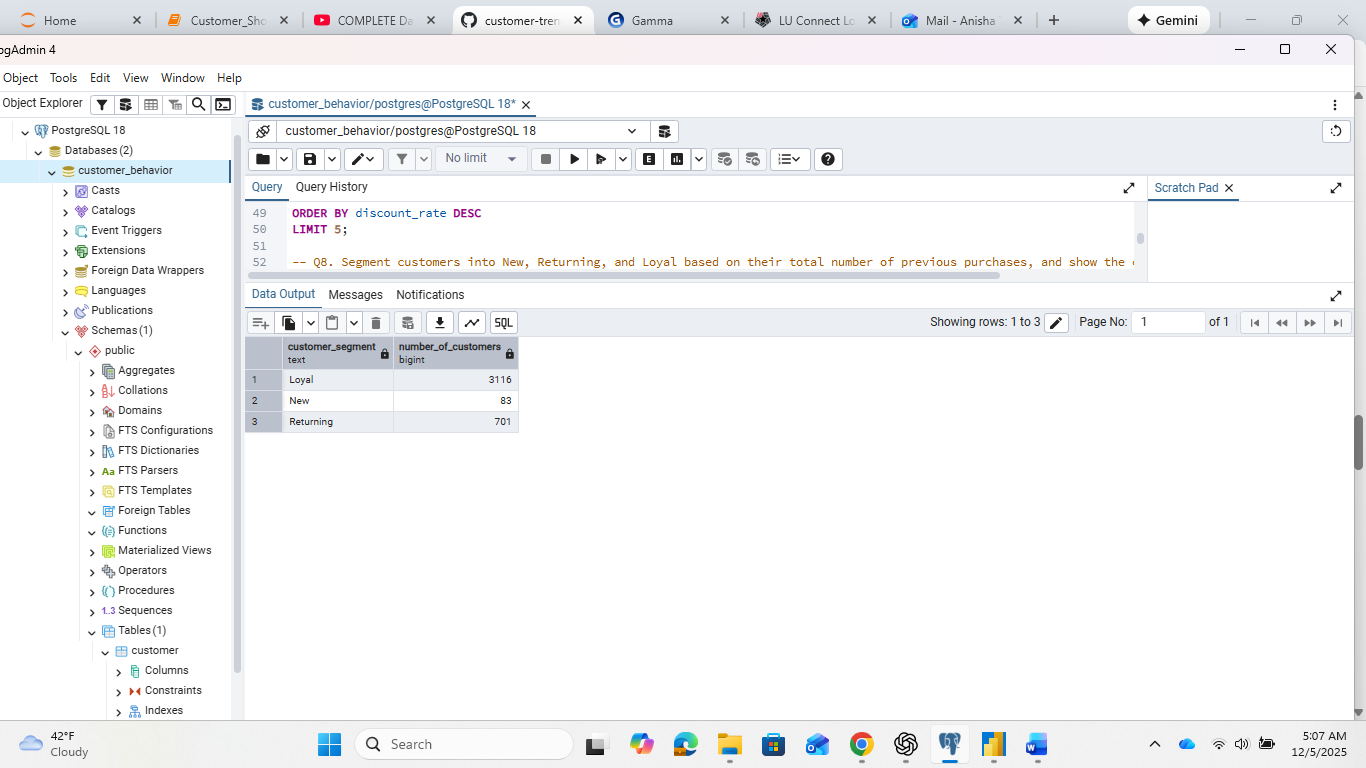 Home
Customer_Sho
COMPLETE Da
customer-tren
Gamma
LU Connect Lo
Mail - Anisha
Gemini
pgAdmin 4
Object Tools Edit View Window Help
Object Explorer
customer_behavior/postgres@PostgreSQL 18*
customer_behavior/postgres@PostgreSQL 18
No limit
E
Query Query History
Scratch Pad
49 ORDER BY discount_rate DESC
50 LIMIT 5;
51
52 -- Q8. Segment customers into New, Returning, and Loyal based on their total number of previous purchases, and show the
Data Output Messages Notifications
SQL
Showing rows: 1 to 3
Page No: 1 of 1
customer_segment number_of_customers
text bigint
1 Loyal 3116
2 New 83
3 Returning 701
PostgreSQL 18
Databases (2)
customer_behavior
Casts
Catalogs
Event Triggers
Extensions
Foreign Data Wrappers
Languages
Publications
Schemas (1)
public
Aggregates
Collations
Domains
FTS Configurations
FTS Dictionaries
Aa FTS Parsers
FTS Templates
Foreign Tables
Functions
Materialized Views
Operators
Procedures
1..3 Sequences
Tables (1)
customer
Columns
Constraints
Indexes
42°F
Cloudy
Search
5:07 AM
12/5/2025